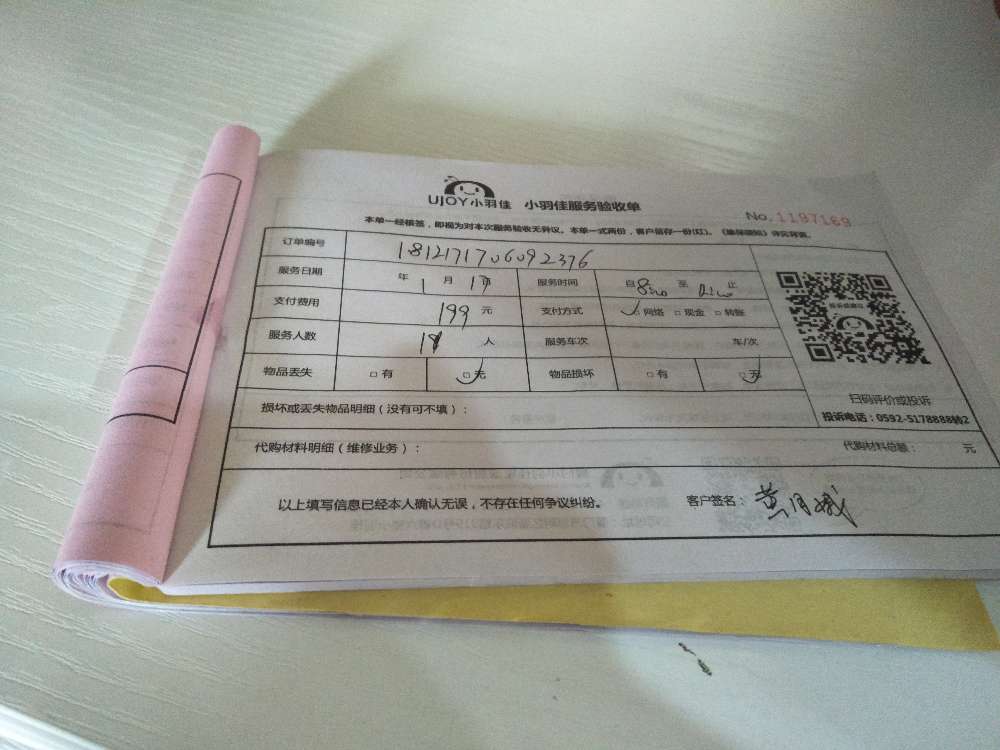 UJOY小羽佳 小羽佳服务验收单
No.1197169
本单一经核签，即视为对本次服务验收无异议。本单一式两份，客户留存一份(红)。
订单编号 1812171706092376
服务日期 年 1 月 1 日 服务时间 自 至 止
支付费用 199 元 支付方式 □网络 □现金 □转账
服务人数 人 服务车次 车/次
物品丢失 □有 □无 物品损坏 □有 □无
扫码评价或投诉
投诉电话：0592-5178888转2
损坏或丢失物品明细（没有可不填）：
代购材料明细（维修业务）： 代购材料总额： 元
以上填写信息已经本人确认无误，不存在任何争议纠纷。 客户签名：黄月娥